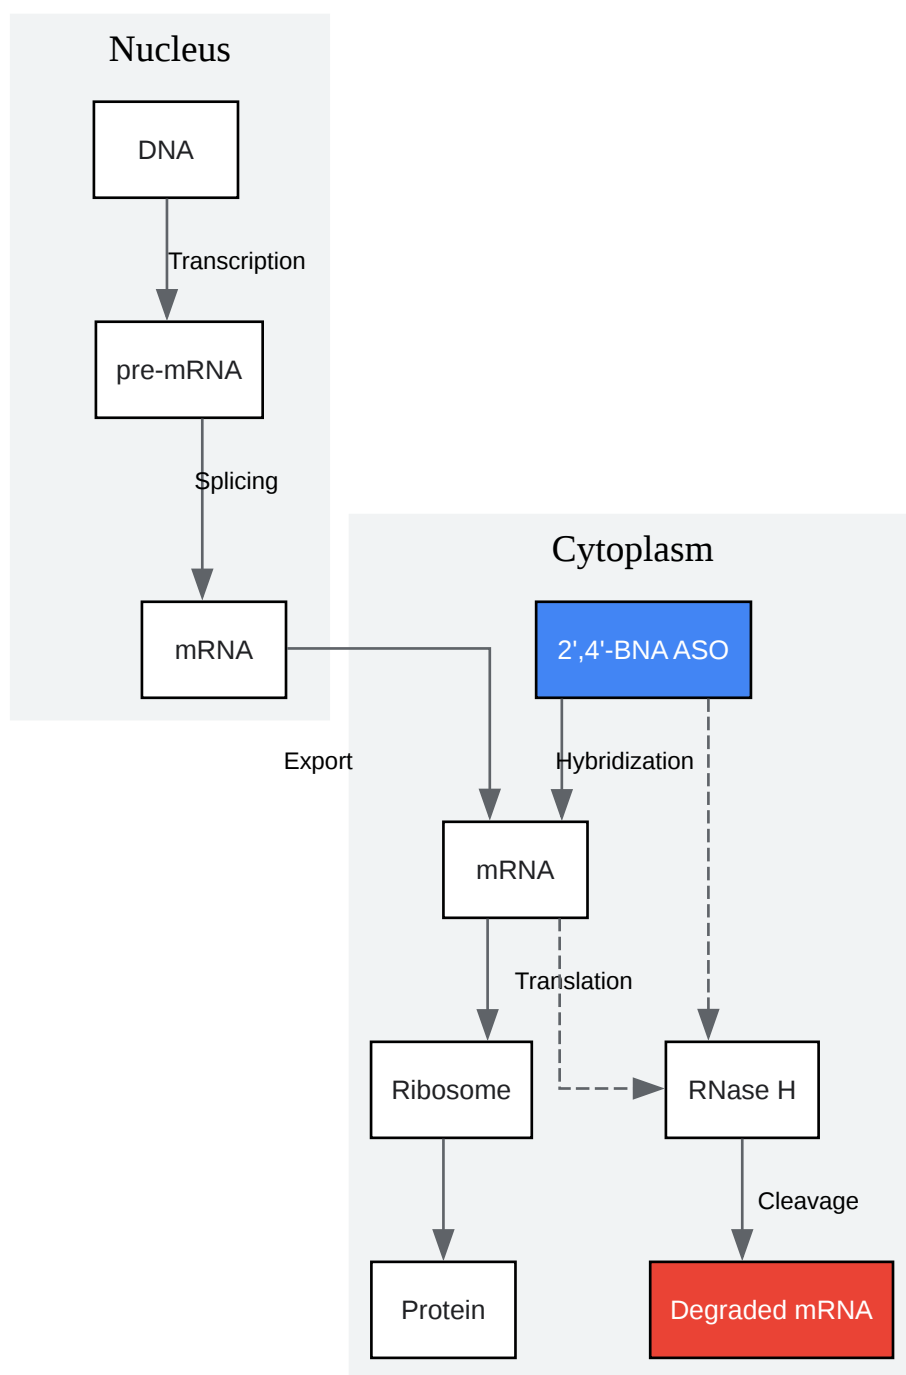 Nucleus
DNA
Transcription
pre-mRNA
Splicing
mRNA
Export
Cytoplasm
2',4'-BNA ASO
Hybridization
mRNA
Translation
Ribosome
RNase H
Cleavage
Protein
Degraded mRNA